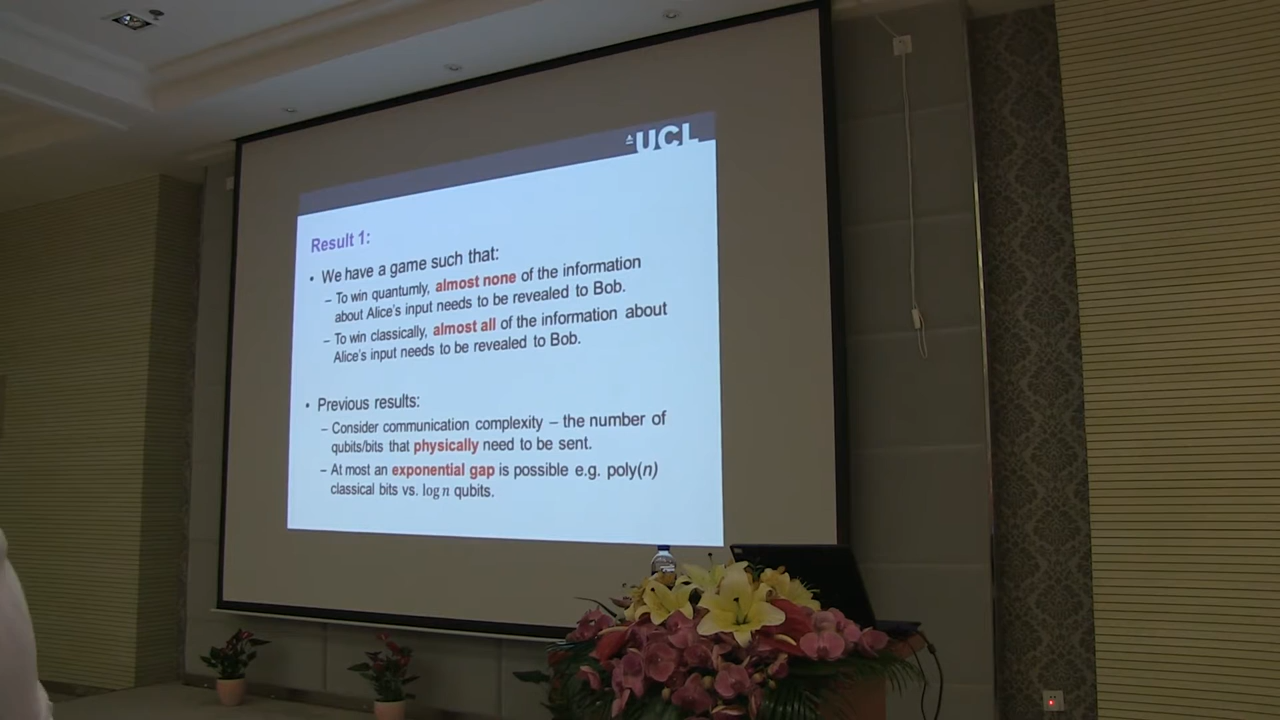 UCL
Result 1:
• We have a game such that:
– To win quantumly, almost none of the information
about Alice's input needs to be revealed to Bob.
– To win classically, almost all of the information about
Alice's input needs to be revealed to Bob.
• Previous results:
– Consider communication complexity – the number of
qubits/bits that physically need to be sent.
– At most an exponential gap is possible e.g. poly(n)
classical bits vs. log n qubits.